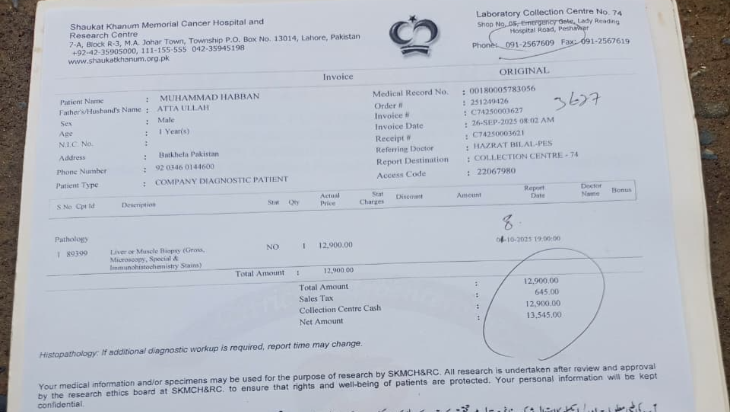 Shaukat Khanum Memorial Cancer Hospital and
Research Centre
7-A, Block R-3, M.A. Johar Town, Township P.O. Box No. 13014, Lahore, Pakistan
+92-42-35905000, 111-155-555 042-35945198
www.shaukatkhanum.org.pk
Laboratory Collection Centre No. 74
Shop No. 05, Emergency Gate, Lady Reading
Hospital Road, Peshawar
Phone: 091-2567609 Fax: 091-2567619
Invoice
ORIGINAL
Patient Name : MUHAMMAD HABBAN
Father's/Husband's Name : ATTA ULLAH
Sex : Male
Age : 1 Year(s)
N.I.C. No. :
Address : Batkhela Pakistan
Phone Number : 92 0346 0144600
Patient Type : COMPANY DIAGNOSTIC PATIENT
Medical Record No. : 00180005783056
Order # : 251249426
Invoice # : C74250003627
Invoice Date : 26-SEP-2025 08:02 AM
Receipt # : C74250003621
Referring Doctor : HAZRAT BILAL-PES
Report Destination : COLLECTION CENTRE - 74
Access Code : 22067980
3627
S.No Cpt Id Description Stat Qty Actual Price Stat Charges Discount Amount Report Date Doctor Name Bonus
Pathology
8
1 89399 Liver or Muscle Biopsy (Gross, Microscopy, Special & Immunohistochemistry Stains) NO 1 12,900.00 -10-2025 19:00:00
Total Amount : 12,900.00
Total Amount : 12,900.00
Sales Tax : 645.00
Collection Centre Cash : 12,900.00
Net Amount : 13,545.00
Histopathology: If additional diagnostic workup is required, report time may change.
Your medical information and/or specimens may be used for the purpose of research by SKMCH&RC. All research is undertaken after review and approval
by the research ethics board at SKMCH&RC. to ensure that rights and well-being of patients are protected. Your personal information will be kept
confidential.